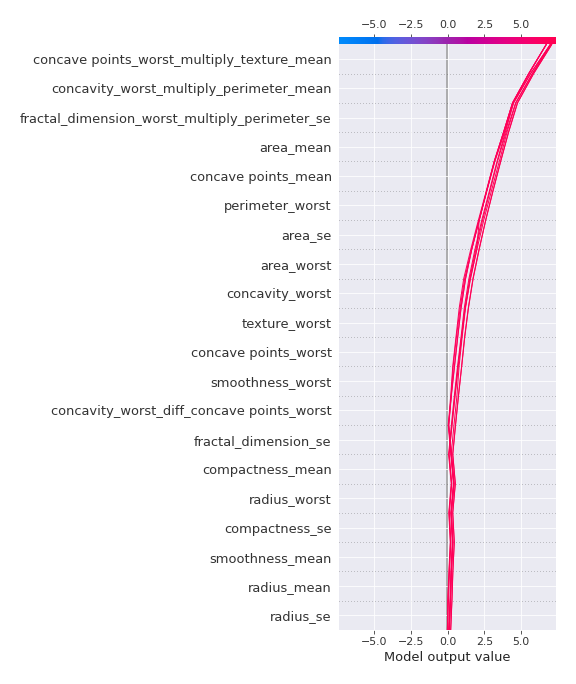 −5.0 −2.5 0.0 2.5 5.0
concave points_worst_multiply_texture_mean
concavity_worst_multiply_perimeter_mean
fractal_dimension_worst_multiply_perimeter_se
area_mean
concave points_mean
perimeter_worst
area_se
area_worst
concavity_worst
texture_worst
concave points_worst
smoothness_worst
concavity_worst_diff_concave points_worst
fractal_dimension_se
compactness_mean
radius_worst
compactness_se
smoothness_mean
radius_mean
radius_se
−5.0 −2.5 0.0 2.5 5.0
Model output value